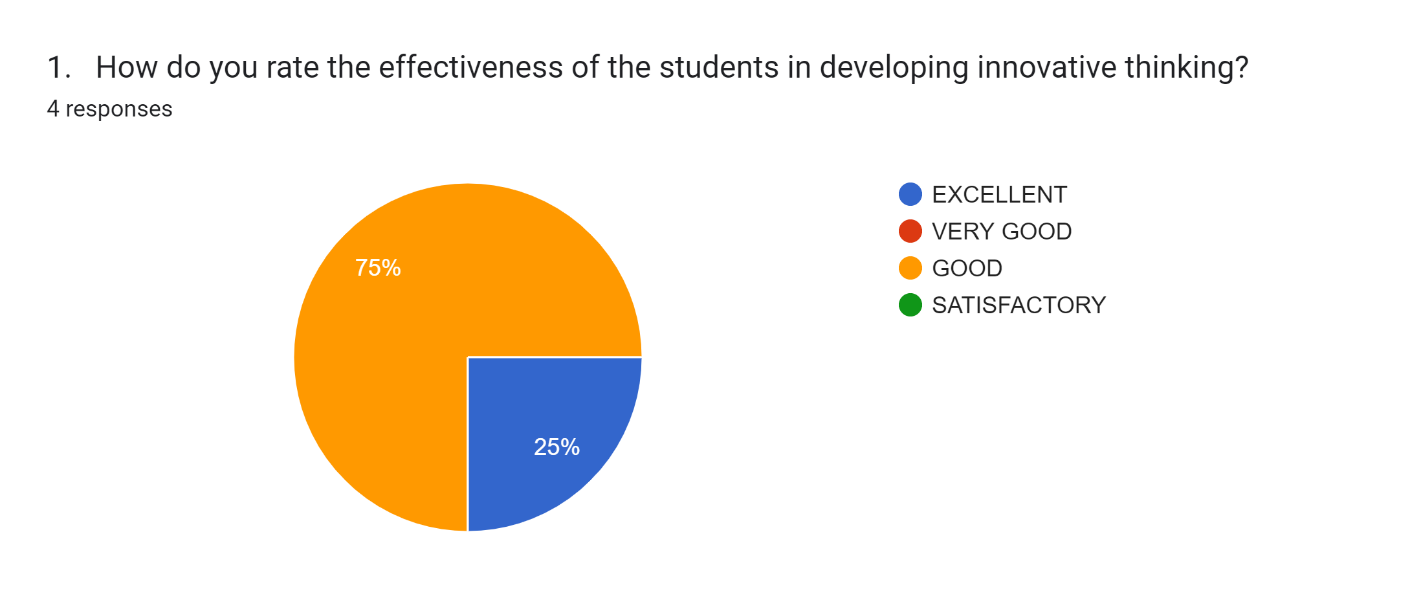 1. How do you rate the effectiveness of the students in developing innovative thinking?
4 responses
EXCELLENT
VERY GOOD
GOOD
SATISFACTORY
75%
25%